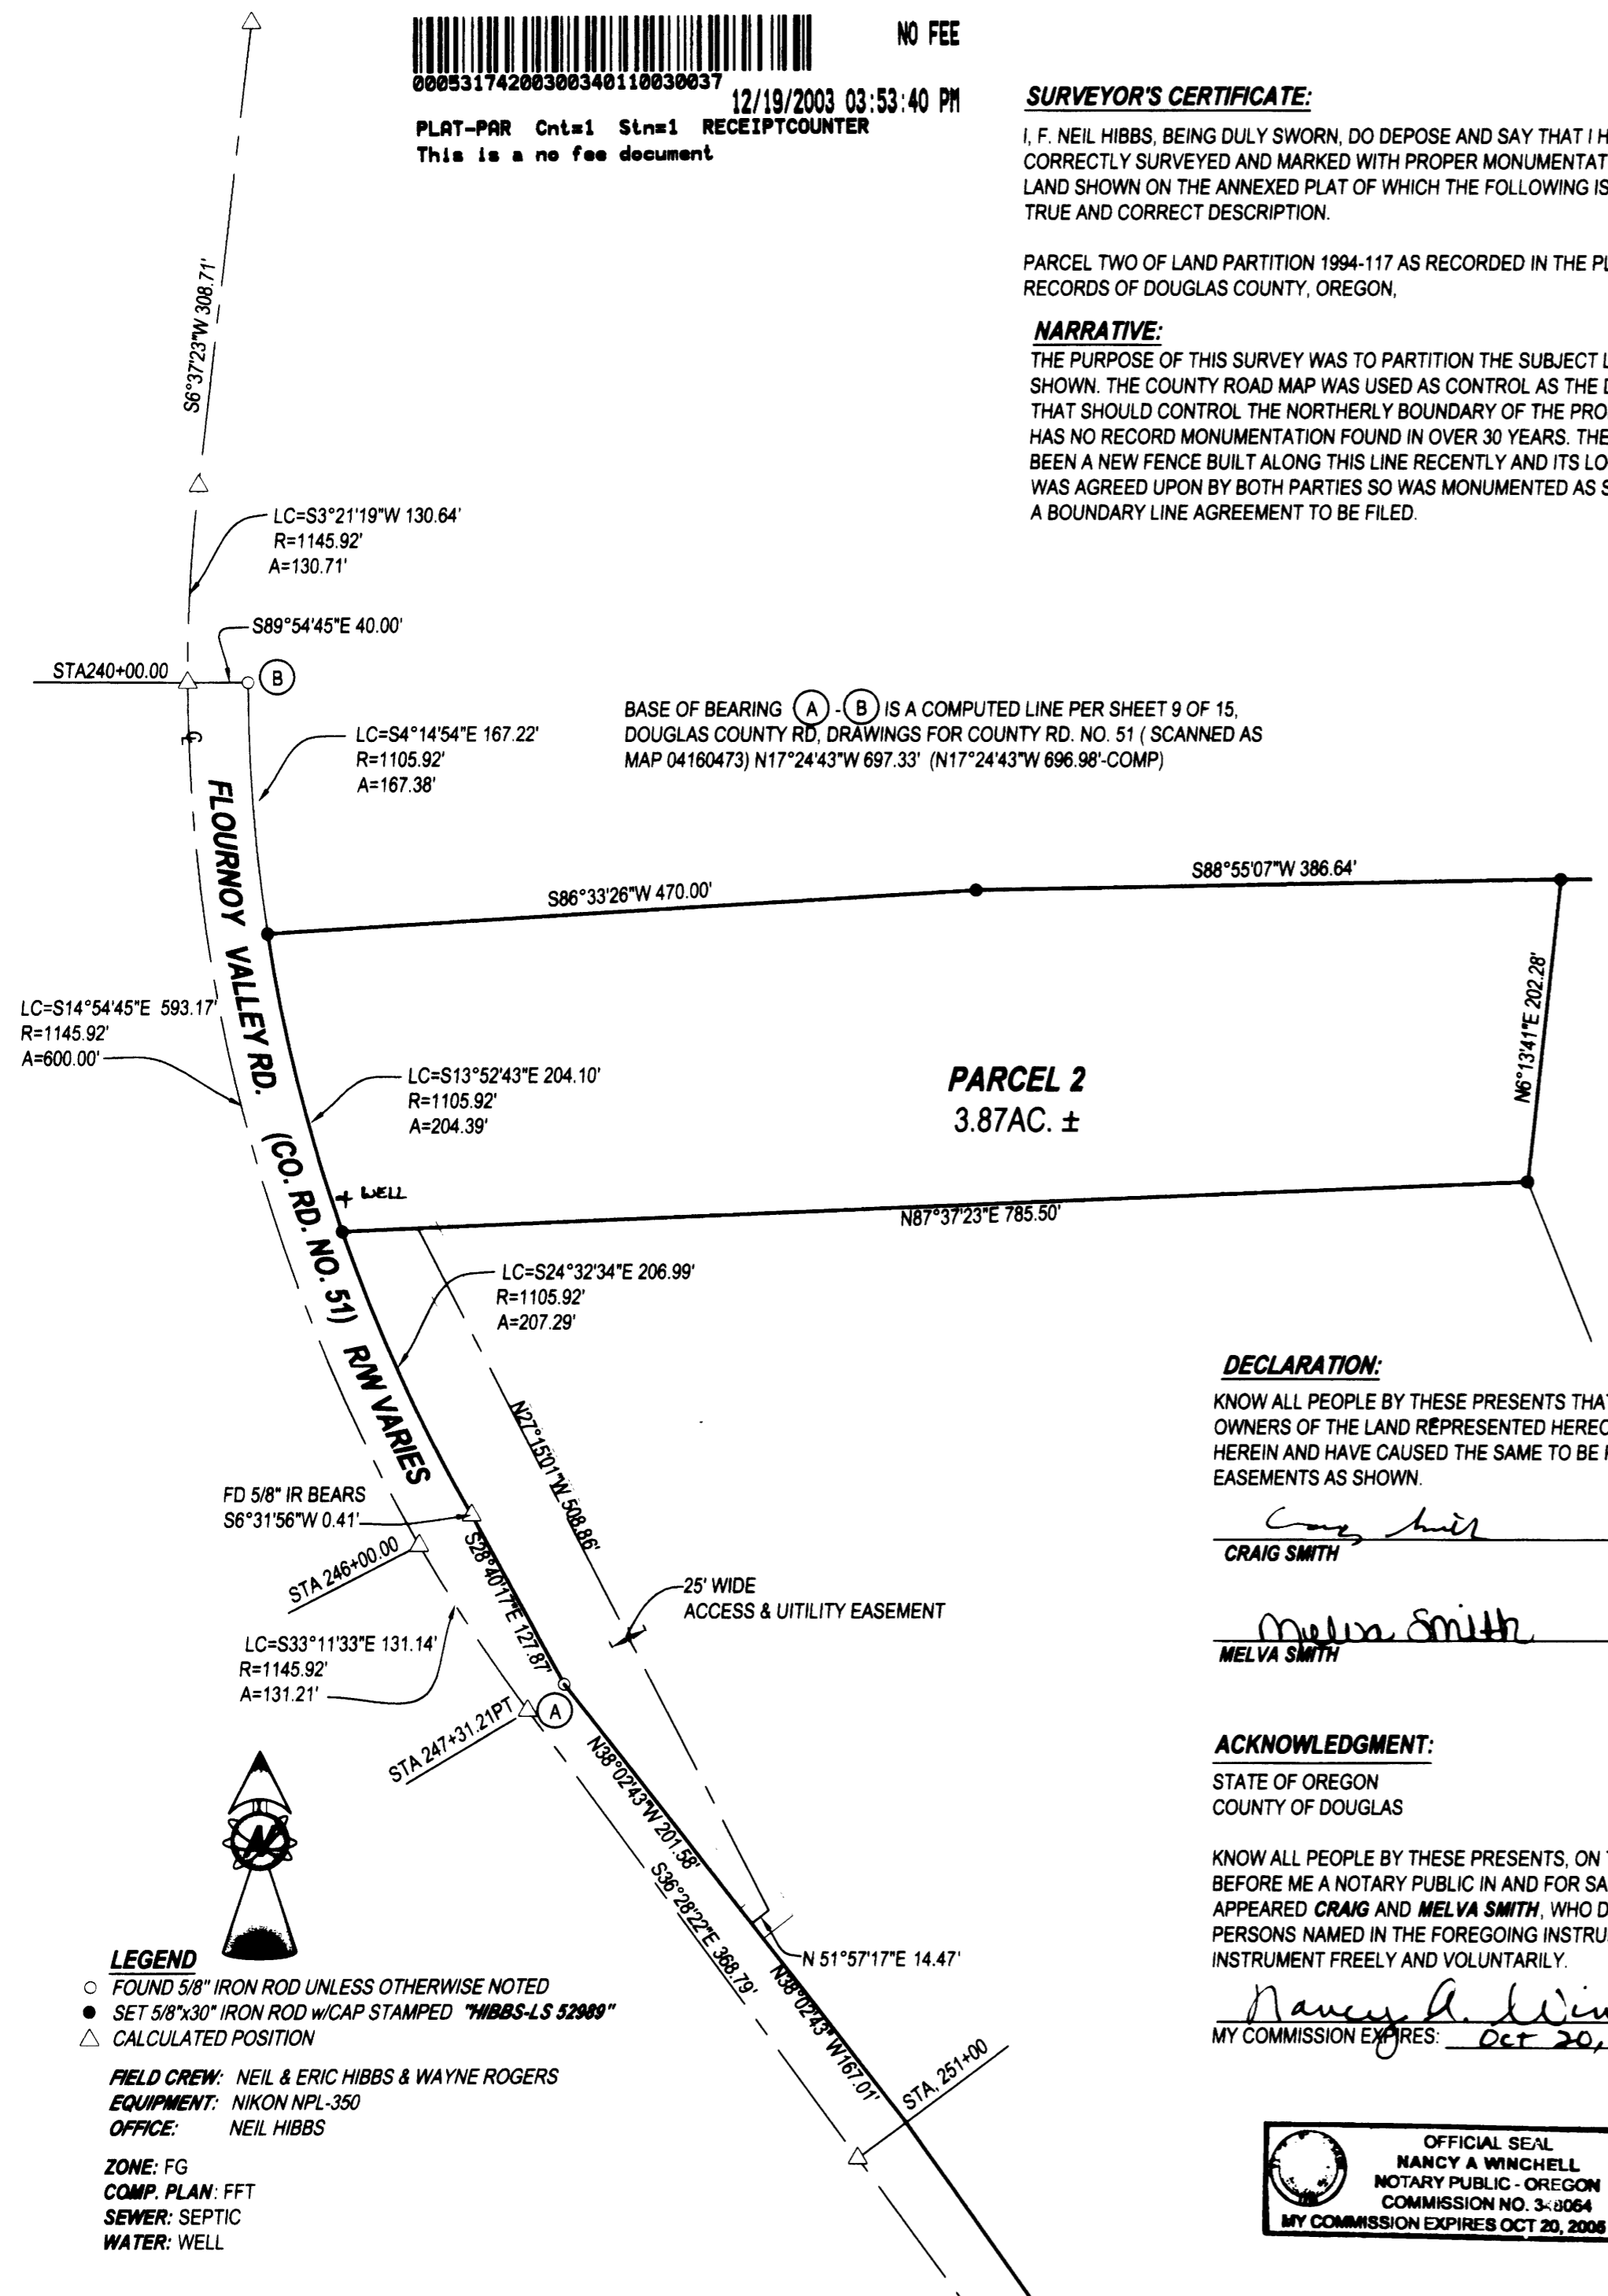 NO FEE
00053174200300340110030037
12/19/2003 03:53:40 PM
PLAT-PAR Cnt=1 Stn=1 RECEIPTCOUNTER
This is a no fee document
SURVEYOR'S CERTIFICATE:
I, F. NEIL HIBBS, BEING DULY SWORN, DO DEPOSE AND SAY THAT I H
CORRECTLY SURVEYED AND MARKED WITH PROPER MONUMENTAT
LAND SHOWN ON THE ANNEXED PLAT OF WHICH THE FOLLOWING IS
TRUE AND CORRECT DESCRIPTION.
PARCEL TWO OF LAND PARTITION 1994-117 AS RECORDED IN THE PL
RECORDS OF DOUGLAS COUNTY, OREGON,
NARRATIVE:
THE PURPOSE OF THIS SURVEY WAS TO PARTITION THE SUBJECT L
SHOWN. THE COUNTY ROAD MAP WAS USED AS CONTROL AS THE D
THAT SHOULD CONTROL THE NORTHERLY BOUNDARY OF THE PRO
HAS NO RECORD MONUMENTATION FOUND IN OVER 30 YEARS. THE
BEEN A NEW FENCE BUILT ALONG THIS LINE RECENTLY AND ITS LO
WAS AGREED UPON BY BOTH PARTIES SO WAS MONUMENTED AS S
A BOUNDARY LINE AGREEMENT TO BE FILED.
S6°37'23"W 308.71'
LC=S3°21'19"W 130.64'
R=1145.92'
A=130.71'
S89°54'45"E 40.00'
STA240+00.00
B
LC=S4°14'54"E 167.22'
R=1105.92'
A=167.38'
BASE OF BEARING A - B IS A COMPUTED LINE PER SHEET 9 OF 15,
DOUGLAS COUNTY RD, DRAWINGS FOR COUNTY RD. NO. 51 ( SCANNED AS
MAP 04160473) N17°24'43"W 697.33' (N17°24'43"W 696.98'-COMP)
FLOURNOY VALLEY RD. (CO. RD. NO. 51) R/W VARIES
S86°33'26"W 470.00'
S88°55'07"W 386.64'
N6°13'41"E 202.28'
LC=S14°54'45"E 593.17'
R=1145.92'
A=600.00'
LC=S13°52'43"E 204.10'
R=1105.92'
A=204.39'
PARCEL 2
3.87AC. ±
WELL
N87°37'23"E 785.50'
LC=S24°32'34"E 206.99'
R=1105.92'
A=207.29'
N27°15'01"W 508.86'
FD 5/8" IR BEARS
S6°31'56"W 0.41'
STA 246+00.00
S28°40'17"E 127.87'
25' WIDE
ACCESS & UITILITY EASEMENT
LC=S33°11'33"E 131.14'
R=1145.92'
A=131.21'
STA 247+31.21PT
A
N38°02'43"W 201.58'
S36°28'22"E 368.79'
N 51°57'17"E 14.47'
N38°02'43" W167.01'
STA, 251+00
DECLARATION:
KNOW ALL PEOPLE BY THESE PRESENTS THA
OWNERS OF THE LAND REPRESENTED HEREO
HEREIN AND HAVE CAUSED THE SAME TO BE
EASEMENTS AS SHOWN.
Craig Smith
CRAIG SMITH
Melva Smith
MELVA SMITH
ACKNOWLEDGMENT:
STATE OF OREGON
COUNTY OF DOUGLAS
KNOW ALL PEOPLE BY THESE PRESENTS, ON
BEFORE ME A NOTARY PUBLIC IN AND FOR SA
APPEARED CRAIG AND MELVA SMITH, WHO D
PERSONS NAMED IN THE FOREGOING INSTRU
INSTRUMENT FREELY AND VOLUNTARILY.
Nancy A. Win
MY COMMISSION EXPIRES: Oct 20,
OFFICIAL SEAL
NANCY A WINCHELL
NOTARY PUBLIC - OREGON
COMMISSION NO.
MY COMMISSION EXPIRES OCT 20, 2005
N
LEGEND
FOUND 5/8" IRON ROD UNLESS OTHERWISE NOTED
SET 5/8"x30" IRON ROD w/CAP STAMPED "HIBBS-LS 52989"
CALCULATED POSITION
FIELD CREW: NEIL & ERIC HIBBS & WAYNE ROGERS
EQUIPMENT: NIKON NPL-350
OFFICE: NEIL HIBBS
ZONE: FG
COMP. PLAN: FFT
SEWER: SEPTIC
WATER: WELL